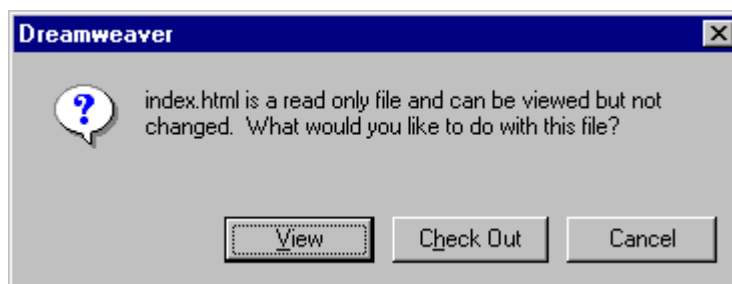 Dreamweaver
index.html is a read only file and can be viewed but not
changed.  What would you like to do with this file?
View
Check Out
Cancel